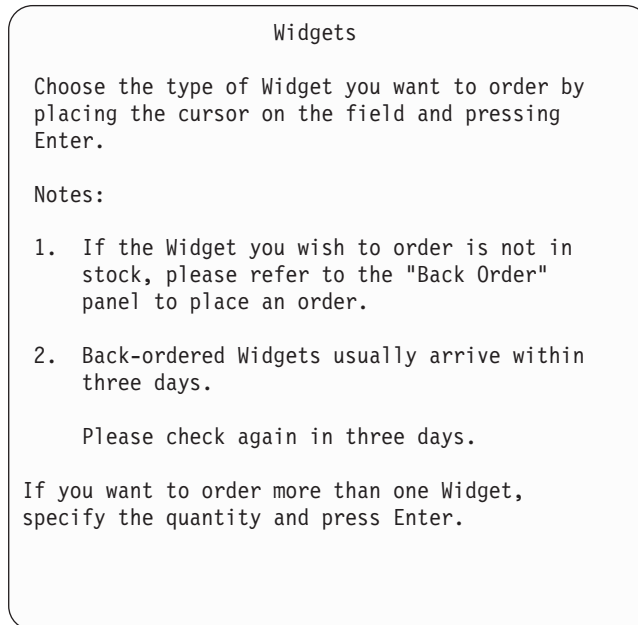 Widgets
Choose the type of Widget you want to order by
placing the cursor on the field and pressing
Enter.
Notes:
1. If the Widget you wish to order is not in
stock, please refer to the "Back Order"
panel to place an order.
2. Back-ordered Widgets usually arrive within
three days.
Please check again in three days.
If you want to order more than one Widget,
specify the quantity and press Enter.